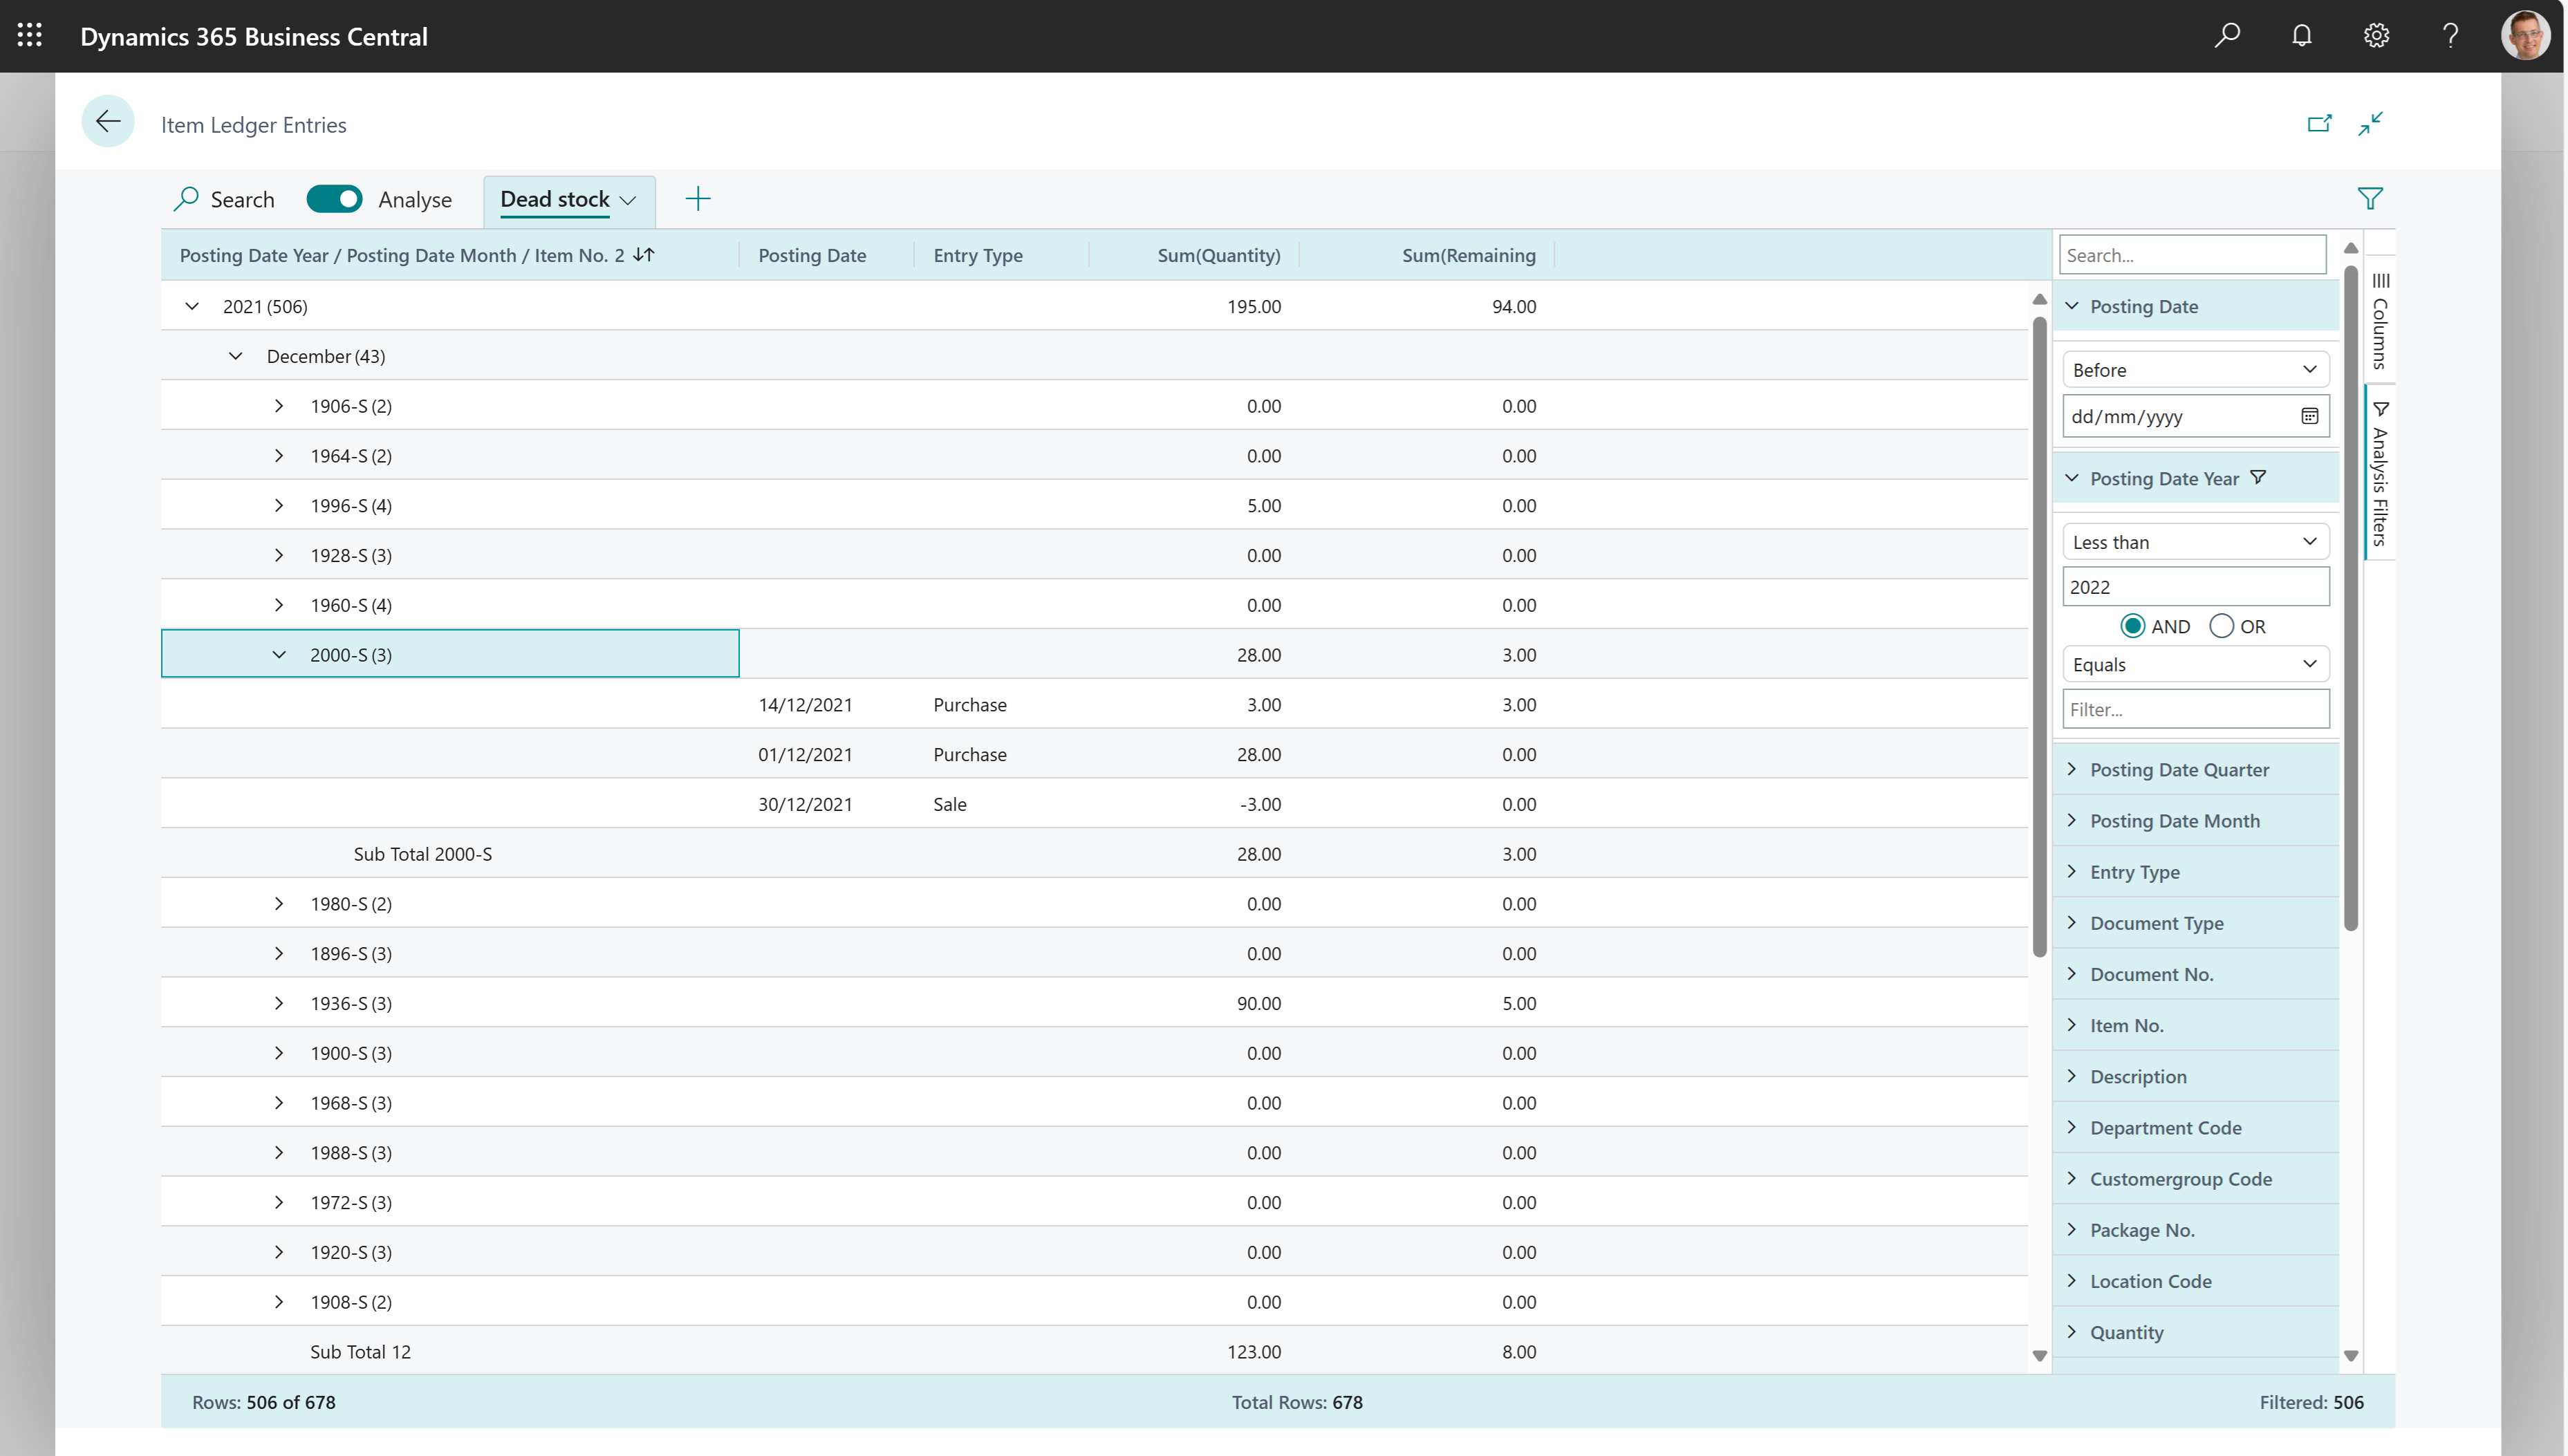 Dynamics 365 Business Central
Item Ledger Entries
Search Analyse Dead stock
Posting Date Year / Posting Date Month / Item No. 2 Posting Date Entry Type Sum(Quantity) Sum(Remaining
2021 (506) 195.00 94.00
December (43)
1906-S (2) 0.00 0.00
1964-S (2) 0.00 0.00
1996-S (4) 5.00 0.00
1928-S (3) 0.00 0.00
1960-S (4) 0.00 0.00
2000-S (3) 28.00 3.00
14/12/2021 Purchase 3.00 3.00
01/12/2021 Purchase 28.00 0.00
30/12/2021 Sale -3.00 0.00
Sub Total 2000-S 28.00 3.00
1980-S (2) 0.00 0.00
1896-S (3) 0.00 0.00
1936-S (3) 90.00 5.00
1900-S (3) 0.00 0.00
1968-S (3) 0.00 0.00
1988-S (3) 0.00 0.00
1972-S (3) 0.00 0.00
1920-S (3) 0.00 0.00
1908-S (2) 0.00 0.00
Sub Total 12 123.00 8.00
Search...
Posting Date
Before
dd/mm/yyyy
Posting Date Year
Less than
2022
AND OR
Equals
Filter...
Posting Date Quarter
Posting Date Month
Entry Type
Document Type
Document No.
Item No.
Description
Department Code
Customergroup Code
Package No.
Location Code
Quantity
Columns
Analysis Filters
Rows: 506 of 678 Total Rows: 678 Filtered: 506